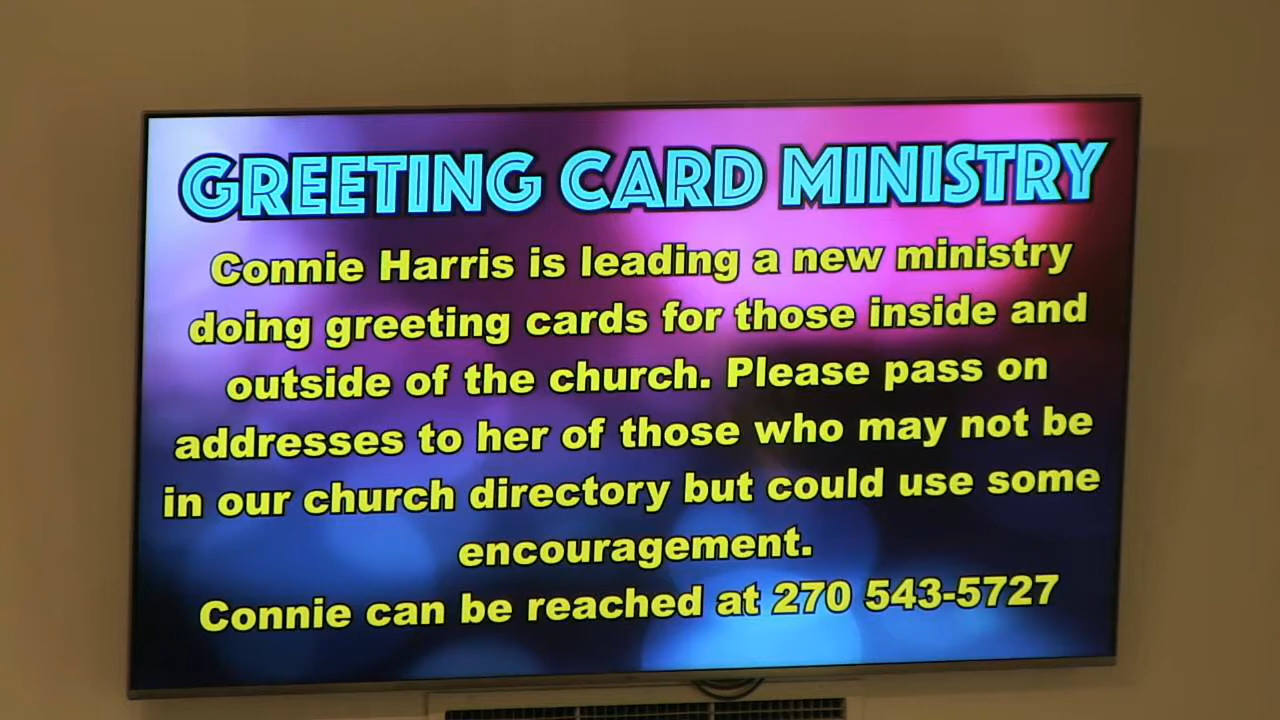 GREETING CARD MINISTRY
Connie Harris is leading a new ministry
doing greeting cards for those inside and
outside of the church. Please pass on
addresses to her of those who may not be
in our church directory but could use some
encouragement.
Connie can be reached at 270 543-5727